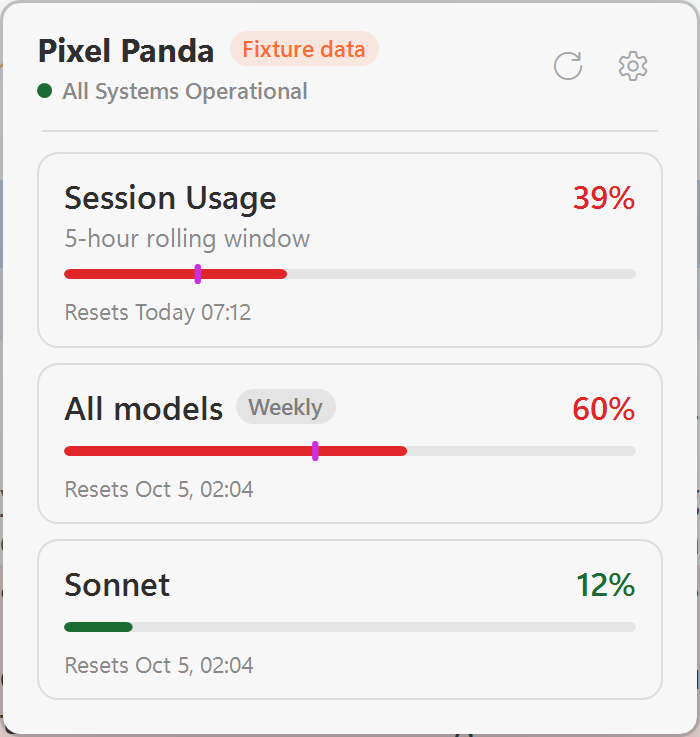 Pixel Panda Fixture data
All Systems Operational
Session Usage 39%
5-hour rolling window
Resets Today 07:12
All models Weekly 60%
Resets Oct 5, 02:04
Sonnet 12%
Resets Oct 5, 02:04